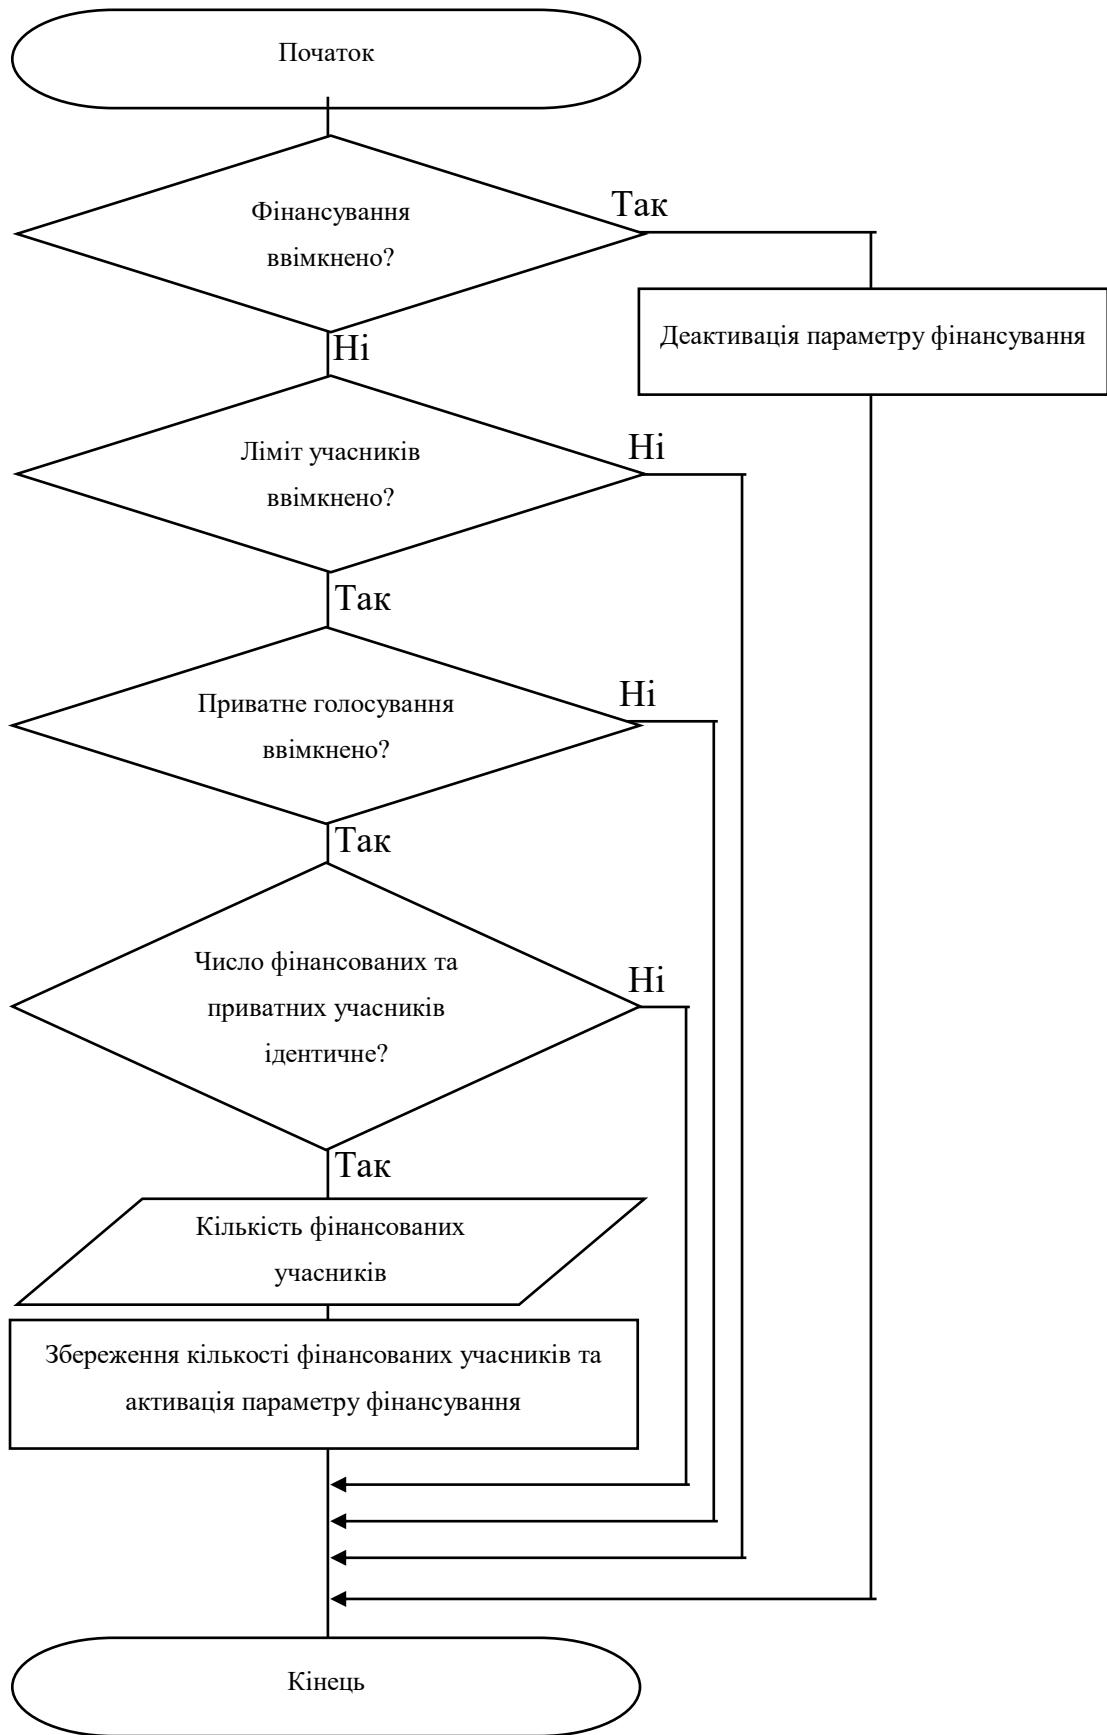 Початок
Фінансування
ввімкнено?
Так
Деактивація параметру фінансування
Ні
Ліміт учасників
ввімкнено?
Ні
Так
Приватне голосування
ввімкнено?
Ні
Так
Число фінансованих та
приватних учасників
ідентичне?
Ні
Так
Кількість фінансованих
учасників
Збереження кількості фінансованих учасників та
активація параметру фінансування
Кінець